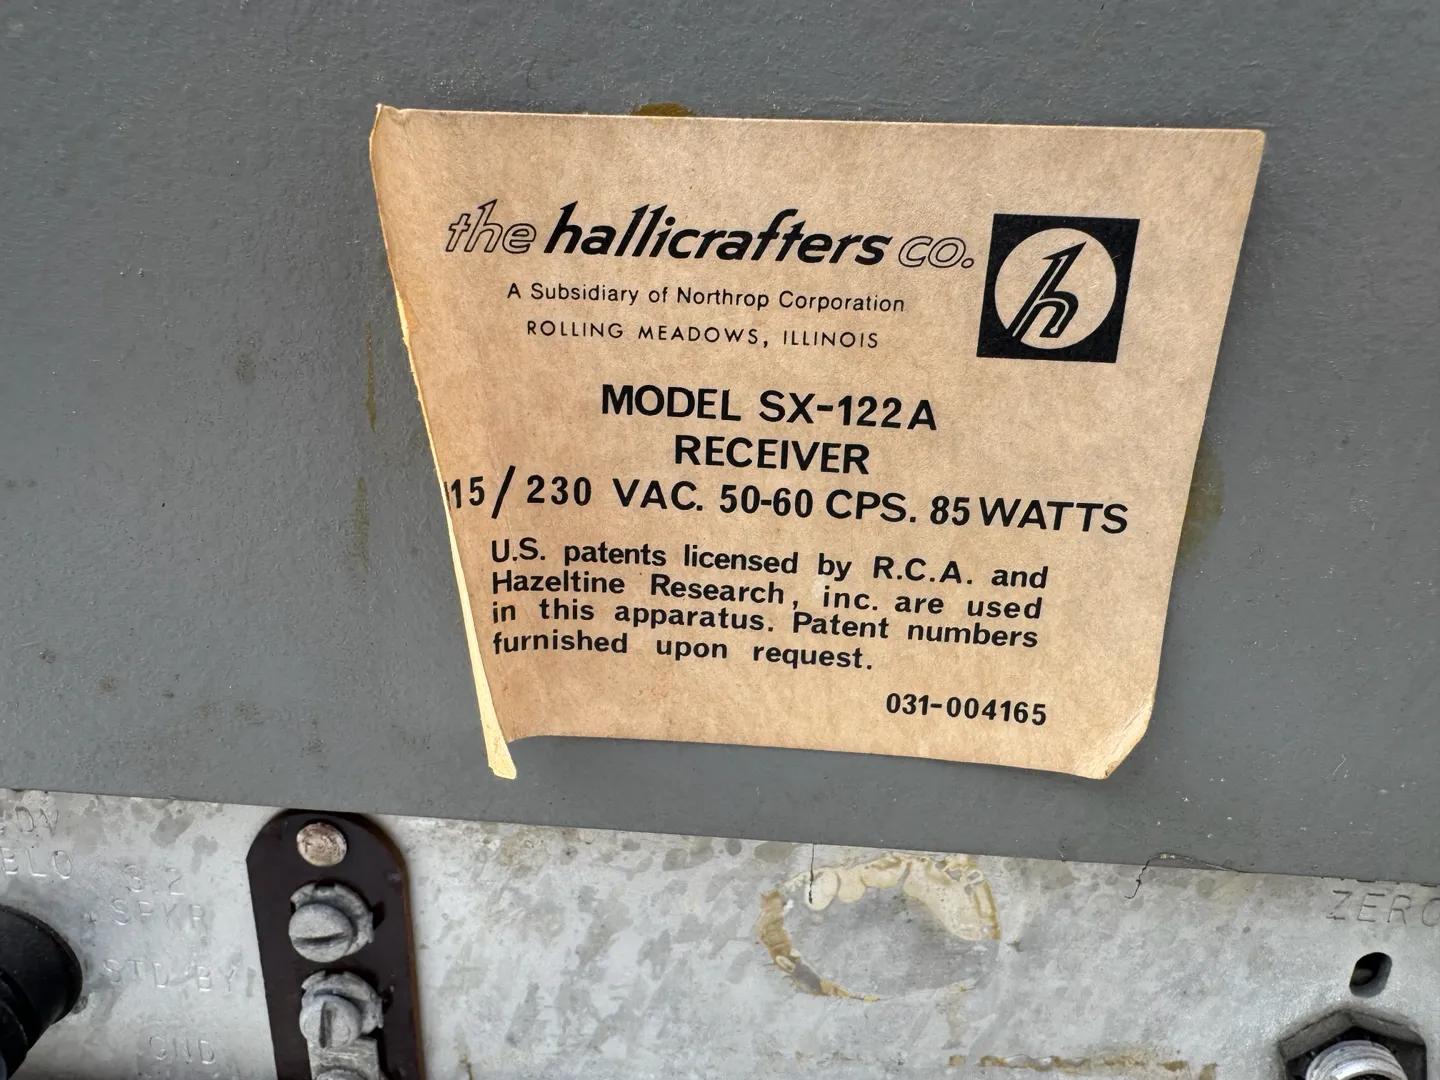 the hallicrafters co.
h
A Subsidiary of Northrop Corporation
ROLLING MEADOWS, ILLINOIS
MODEL SX-122A
RECEIVER
115/230 VAC. 50-60 CPS. 85 WATTS
U.S. patents licensed by R.C.A. and
Hazeltine Research, inc. are used
in this apparatus. Patent numbers
furnished upon request.
031-004165
3.2
SPKR
STD BY
GND
ZERO